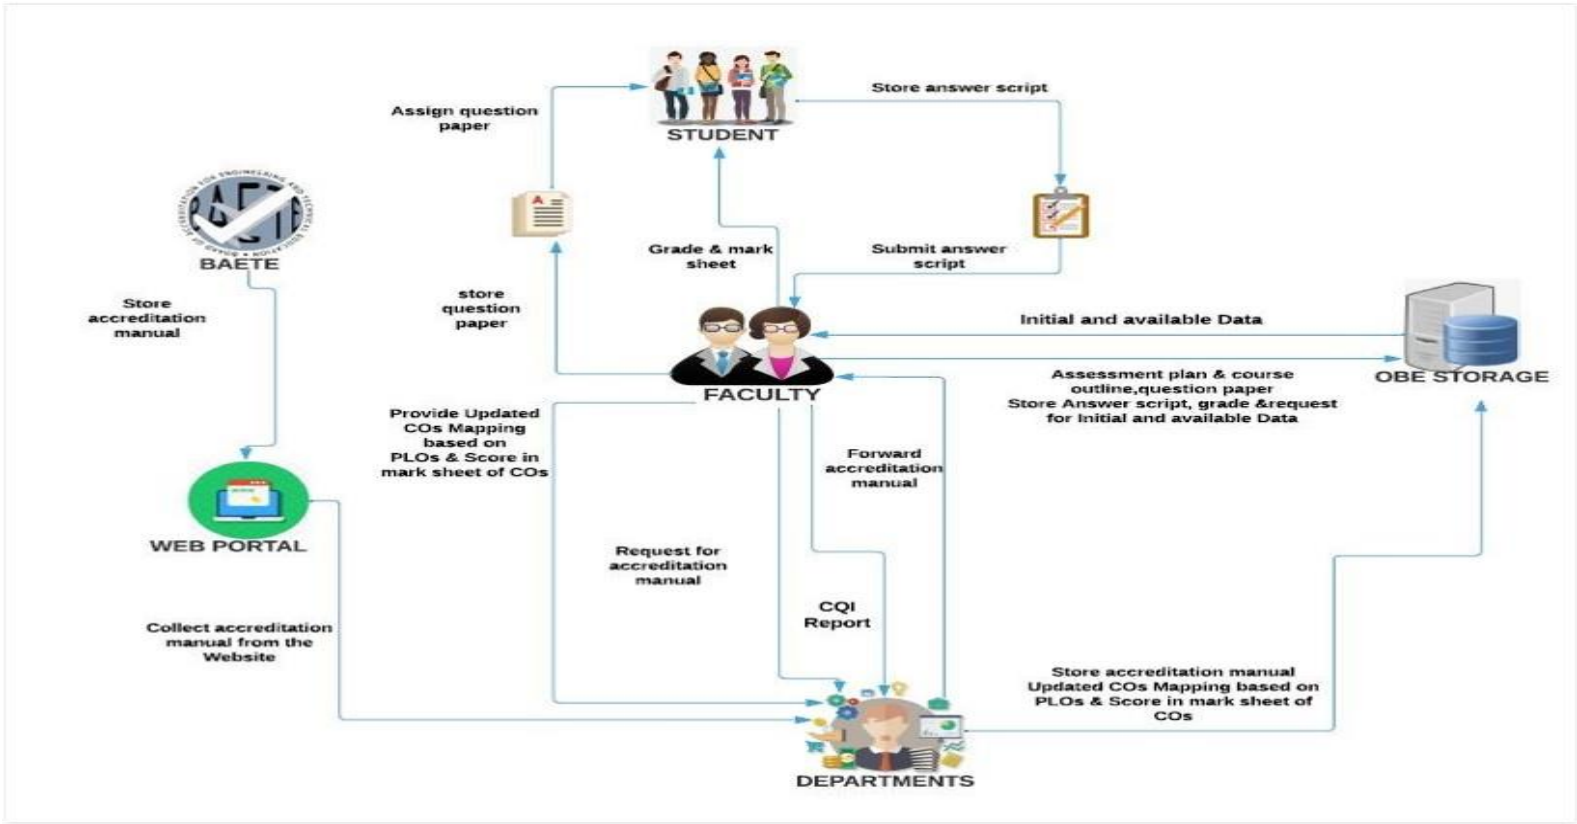 Store answer script
Assign question
paper
STUDENT
A
BAETE
Grade & mark
sheet
Submit answer
script
Store
accreditation
manual
store
question
paper
Initial and available Data
FACULTY
OBE STORAGE
Assessment plan & course
outline,question paper
Store Answer script, grade &request
for Initial and available Data
Provide Updated
COs Mapping
based on
PLOs & Score in
mark sheet of COs
Forward
accreditation
manual
WEB PORTAL
Request for
accreditation
manual
CQI
Report
Collect accreditation
manual from the
Website
Store accreditation manual
Updated COs Mapping based on
PLOs & Score in mark sheet of
COs
DEPARTMENTS